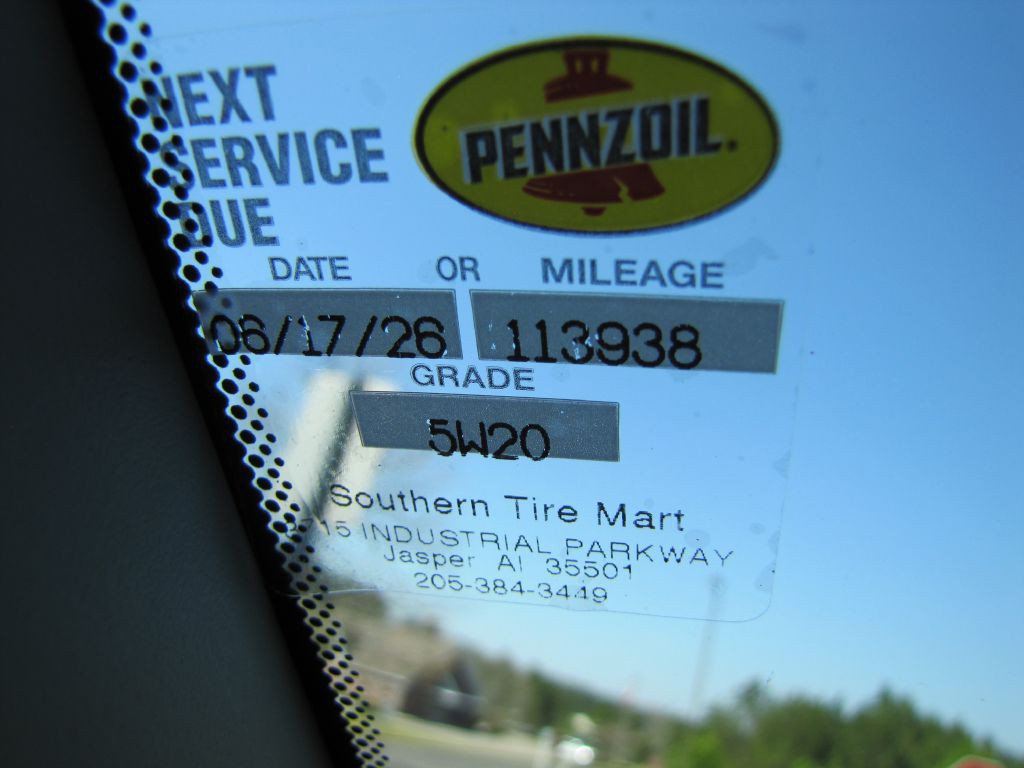 NEXT
SERVICE
DUE
PENNZOIL.
DATE OR MILEAGE
06/17/26 113938
GRADE
5W20
Southern Tire Mart
INDUSTRIAL PARKWAY
Jasper Al 35501
205-384-3449